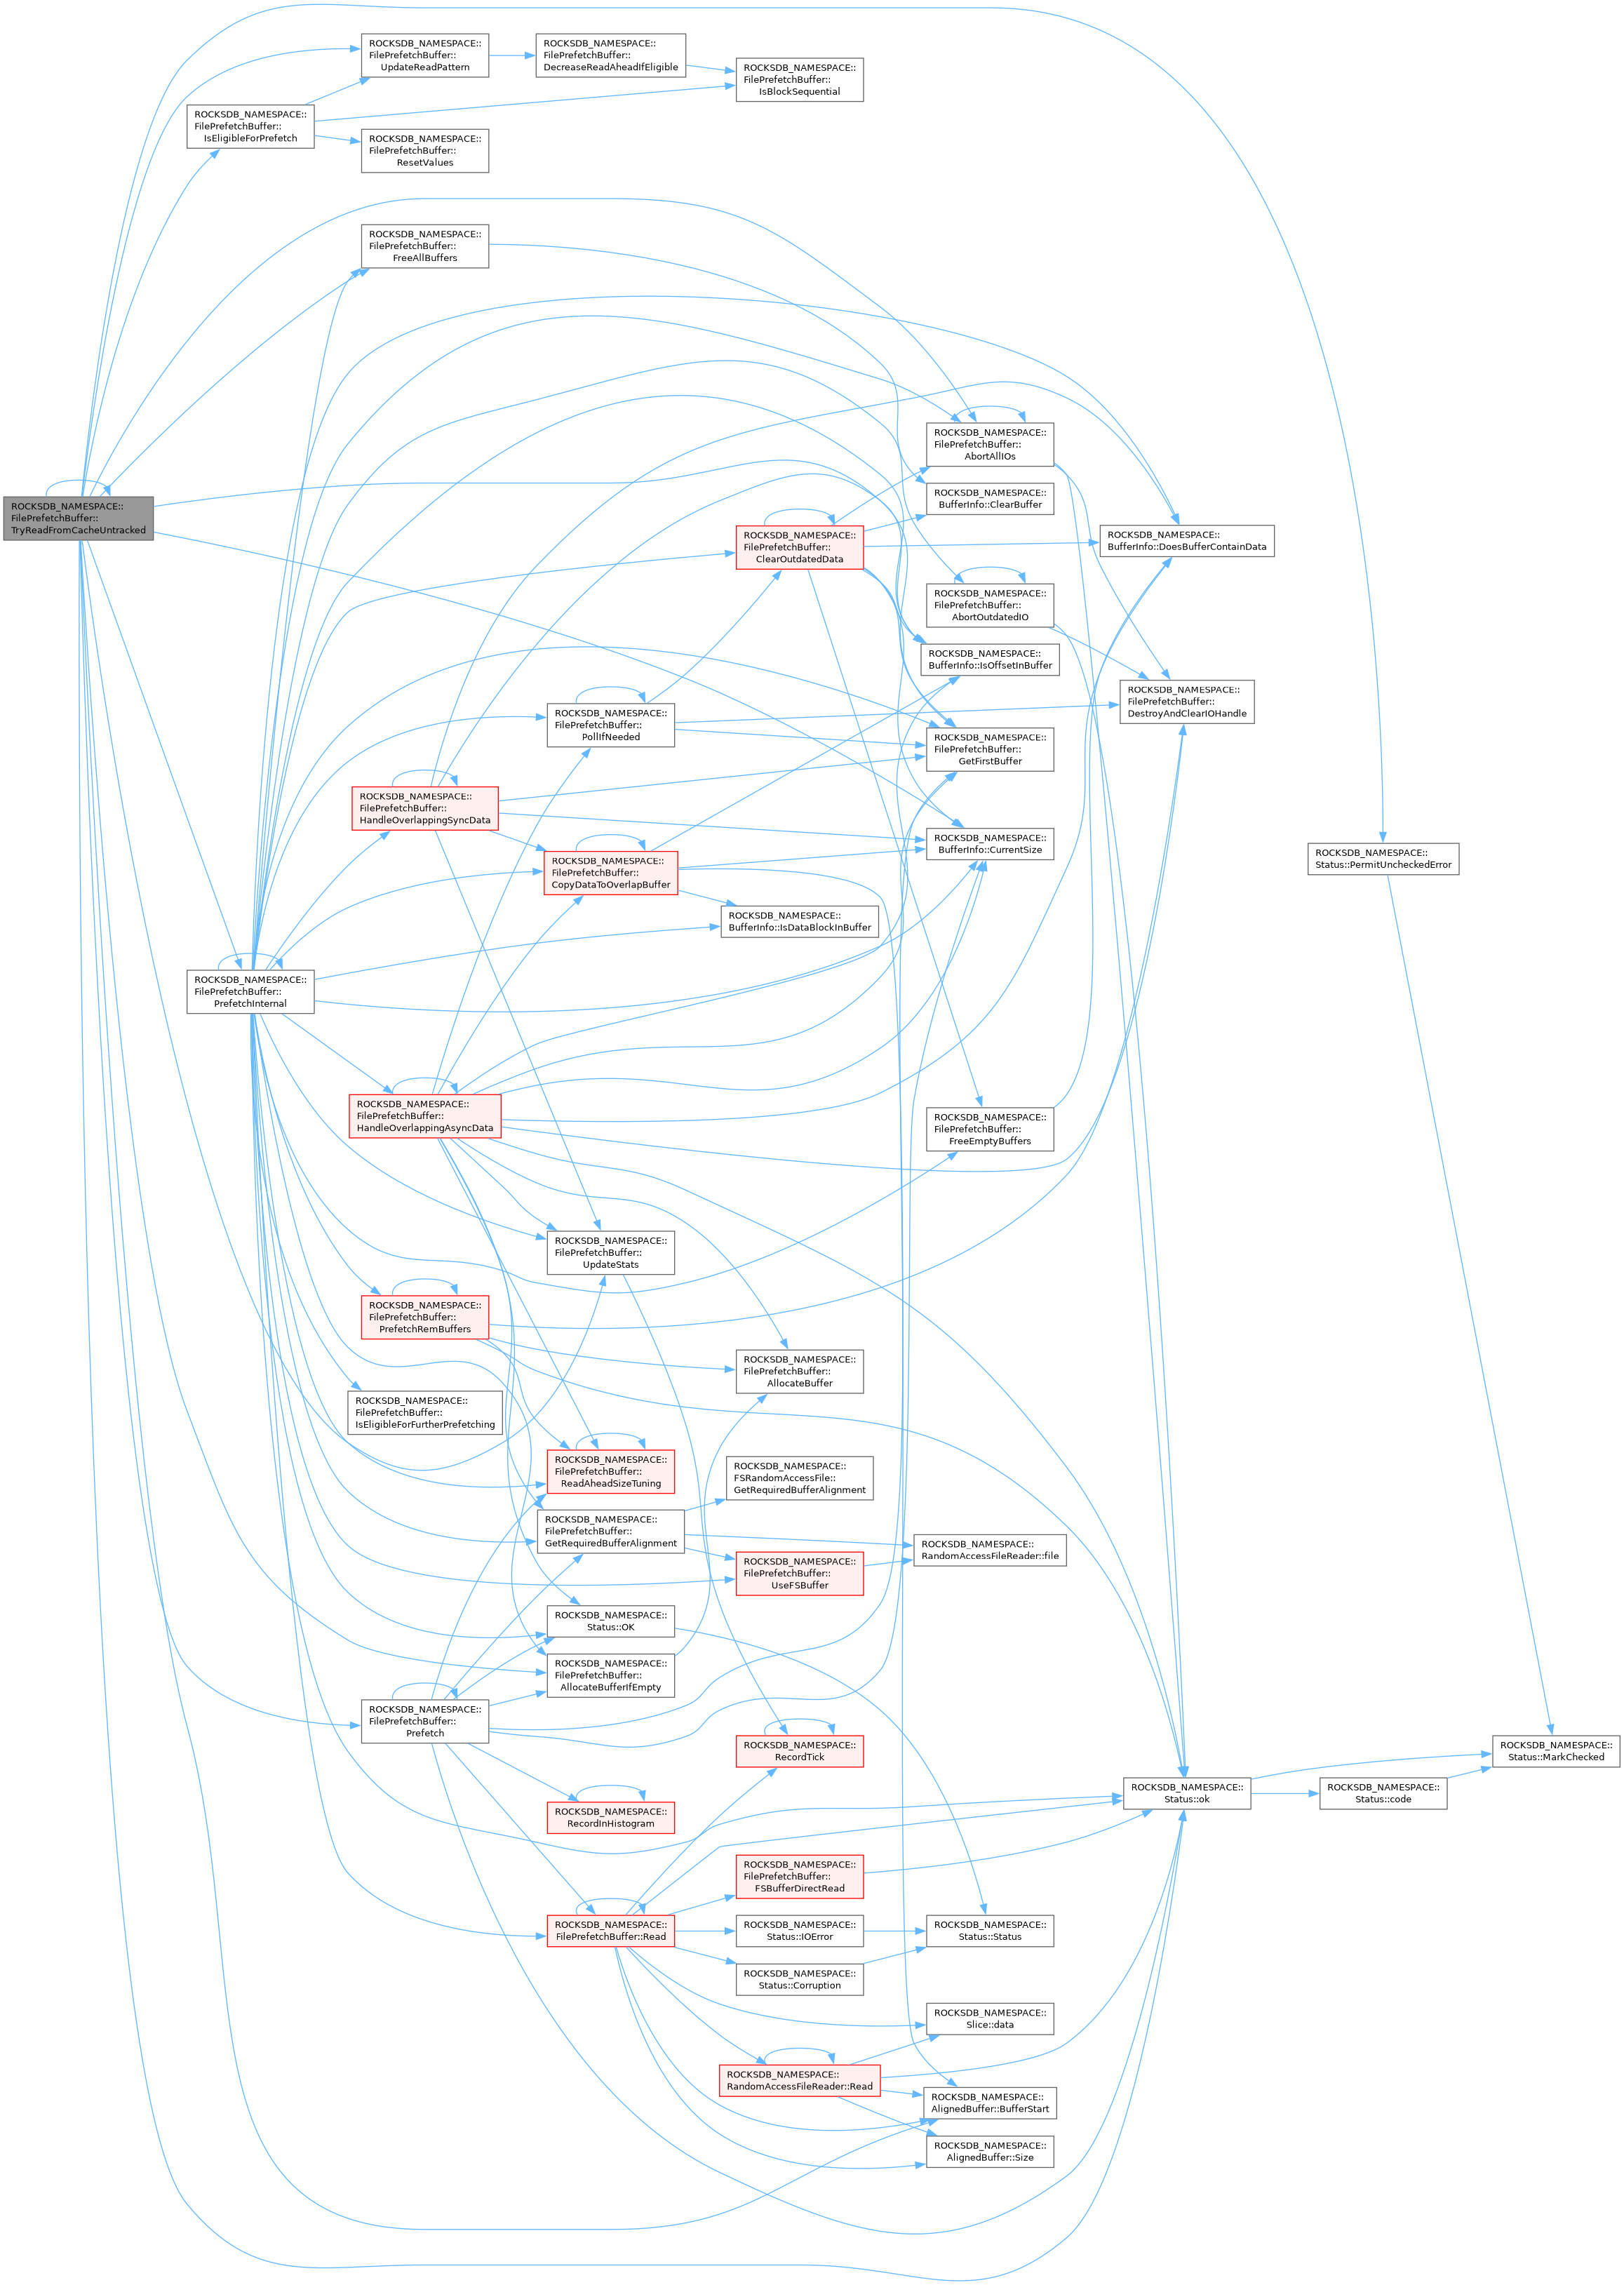 ROCKSDB_NAMESPACE::
FilePrefetchBuffer::
UpdateReadPattern
ROCKSDB_NAMESPACE::
FilePrefetchBuffer::
DecreaseReadAheadIfEligible
ROCKSDB_NAMESPACE::
FilePrefetchBuffer::
IsBlockSequential
ROCKSDB_NAMESPACE::
FilePrefetchBuffer::
IsEligibleForPrefetch
ROCKSDB_NAMESPACE::
FilePrefetchBuffer::
ResetValues
ROCKSDB_NAMESPACE::
FilePrefetchBuffer::
FreeAllBuffers
ROCKSDB_NAMESPACE::
FilePrefetchBuffer::
AbortAllIOs
ROCKSDB_NAMESPACE::
BufferInfo::ClearBuffer
ROCKSDB_NAMESPACE::
FilePrefetchBuffer::
TryReadFromCacheUntracked
ROCKSDB_NAMESPACE::
FilePrefetchBuffer::
ClearOutdatedData
ROCKSDB_NAMESPACE::
BufferInfo::DoesBufferContainData
ROCKSDB_NAMESPACE::
FilePrefetchBuffer::
AbortOutdatedIO
ROCKSDB_NAMESPACE::
BufferInfo::IsOffsetInBuffer
ROCKSDB_NAMESPACE::
FilePrefetchBuffer::
DestroyAndClearIOHandle
ROCKSDB_NAMESPACE::
FilePrefetchBuffer::
PollIfNeeded
ROCKSDB_NAMESPACE::
FilePrefetchBuffer::
GetFirstBuffer
ROCKSDB_NAMESPACE::
FilePrefetchBuffer::
HandleOverlappingSyncData
ROCKSDB_NAMESPACE::
BufferInfo::CurrentSize
ROCKSDB_NAMESPACE::
Status::PermitUncheckedError
ROCKSDB_NAMESPACE::
FilePrefetchBuffer::
CopyDataToOverlapBuffer
ROCKSDB_NAMESPACE::
BufferInfo::IsDataBlockInBuffer
ROCKSDB_NAMESPACE::
FilePrefetchBuffer::
PrefetchInternal
ROCKSDB_NAMESPACE::
FilePrefetchBuffer::
HandleOverlappingAsyncData
ROCKSDB_NAMESPACE::
FilePrefetchBuffer::
FreeEmptyBuffers
ROCKSDB_NAMESPACE::
FilePrefetchBuffer::
UpdateStats
ROCKSDB_NAMESPACE::
FilePrefetchBuffer::
PrefetchRemBuffers
ROCKSDB_NAMESPACE::
FilePrefetchBuffer::
AllocateBuffer
ROCKSDB_NAMESPACE::
FilePrefetchBuffer::
IsEligibleForFurtherPrefetching
ROCKSDB_NAMESPACE::
FilePrefetchBuffer::
ReadAheadSizeTuning
ROCKSDB_NAMESPACE::
FSRandomAccessFile::
GetRequiredBufferAlignment
ROCKSDB_NAMESPACE::
FilePrefetchBuffer::
GetRequiredBufferAlignment
ROCKSDB_NAMESPACE::
RandomAccessFileReader::file
ROCKSDB_NAMESPACE::
FilePrefetchBuffer::
UseFSBuffer
ROCKSDB_NAMESPACE::
Status::OK
ROCKSDB_NAMESPACE::
FilePrefetchBuffer::
AllocateBufferIfEmpty
ROCKSDB_NAMESPACE::
FilePrefetchBuffer::
Prefetch
ROCKSDB_NAMESPACE::
RecordTick
ROCKSDB_NAMESPACE::
Status::MarkChecked
ROCKSDB_NAMESPACE::
Status::ok
ROCKSDB_NAMESPACE::
Status::code
ROCKSDB_NAMESPACE::
RecordInHistogram
ROCKSDB_NAMESPACE::
FilePrefetchBuffer::
FSBufferDirectRead
ROCKSDB_NAMESPACE::
FilePrefetchBuffer::Read
ROCKSDB_NAMESPACE::
Status::IOError
ROCKSDB_NAMESPACE::
Status::Status
ROCKSDB_NAMESPACE::
Status::Corruption
ROCKSDB_NAMESPACE::
Slice::data
ROCKSDB_NAMESPACE::
RandomAccessFileReader::Read
ROCKSDB_NAMESPACE::
AlignedBuffer::BufferStart
ROCKSDB_NAMESPACE::
AlignedBuffer::Size